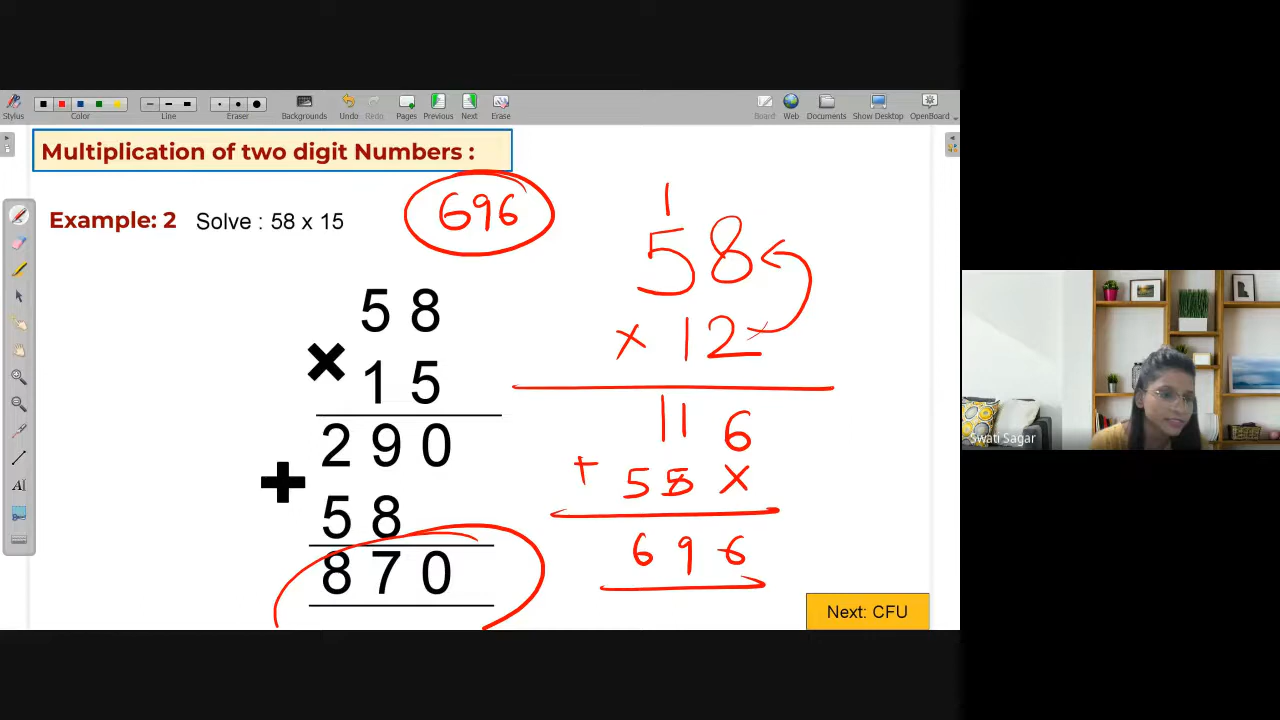 Stylus
Color
Line
Eraser
Backgrounds
Undo
Redo
Pages
Previous
Next
Erase
Board
Web
Documents
Show Desktop
OpenBoard
Multiplication of two digit Numbers :
Example: 2 Solve : 58 x 15
696
58
× 15
290
+ 58
870
1
58
× 12
116
+ 58 ×
696
Swati Sagar
Next: CFU